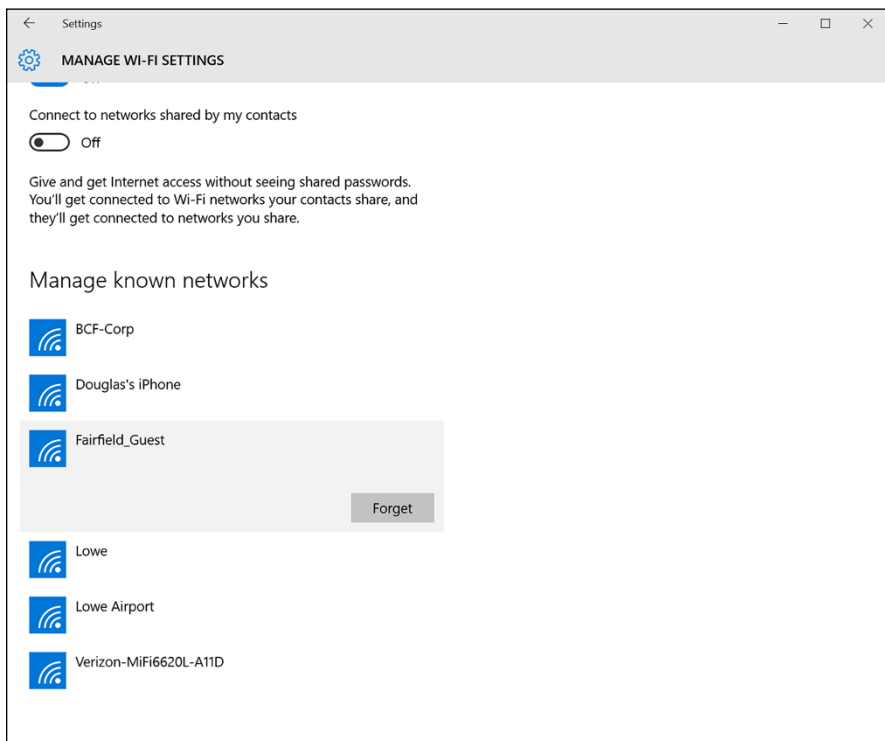 Settings
MANAGE WI-FI SETTINGS
Connect to networks shared by my contacts
Off
Give and get Internet access without seeing shared passwords.
You'll get connected to Wi-Fi networks your contacts share, and
they'll get connected to networks you share.
Manage known networks
BCF-Corp
Douglas's iPhone
Fairfield_Guest
Forget
Lowe
Lowe Airport
Verizon-MiFi6620L-A11D